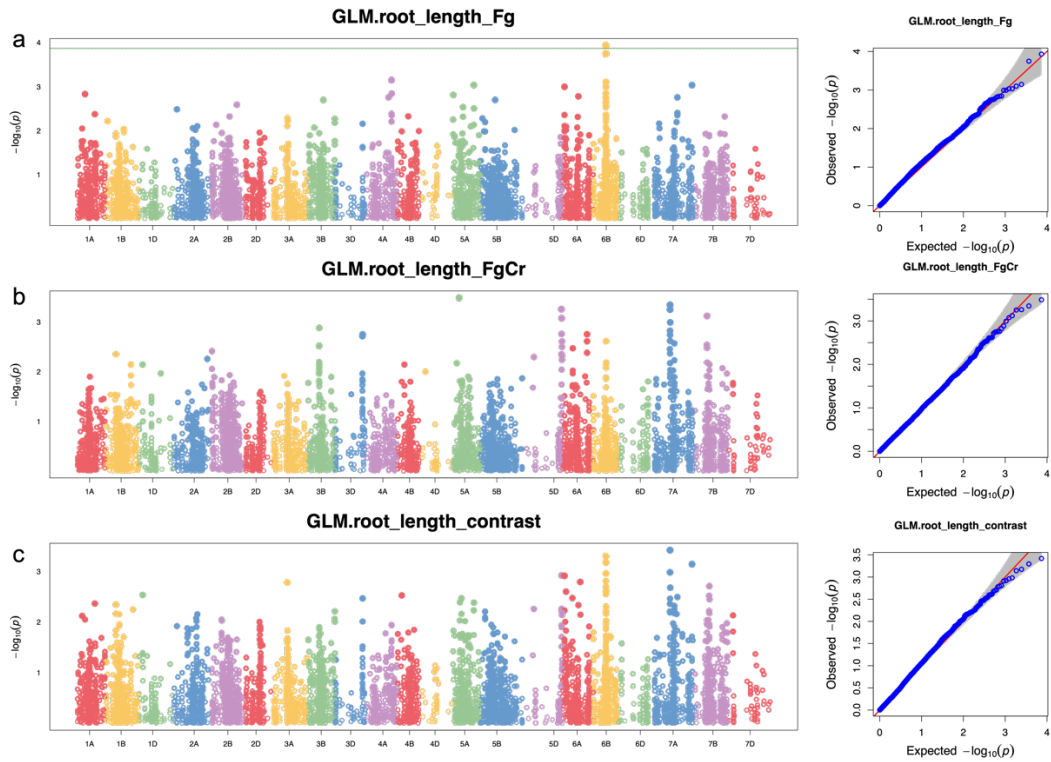 GLM.root_length_Fg
a
−log₁₀(p)
4
3
2
1
1A 1B 1D 2A 2B 2D 3A 3B 3D 4A 4B 4D 5A 5B 5D 6A 6B 6D 7A 7B 7D
GLM.root_length_Fg
Observed −log₁₀(p)
4
3
2
1
0
0 1 2 3 4
Expected −log₁₀(p)
GLM.root_length_FgCr
b
−log₁₀(p)
3
2
1
1A 1B 1D 2A 2B 2D 3A 3B 3D 4A 4B 4D 5A 5B 5D 6A 6B 6D 7A 7B 7D
GLM.root_length_FgCr
Observed −log₁₀(p)
3.0
2.0
1.0
0.0
0 1 2 3 4
Expected −log₁₀(p)
GLM.root_length_contrast
c
−log₁₀(p)
3
2
1
1A 1B 1D 2A 2B 2D 3A 3B 3D 4A 4B 4D 5A 5B 5D 6A 6B 6D 7A 7B 7D
GLM.root_length_contrast
Observed −log₁₀(p)
3.5
3.0
2.5
2.0
1.5
1.0
0.5
0.0
0 1 2 3 4
Expected −log₁₀(p)